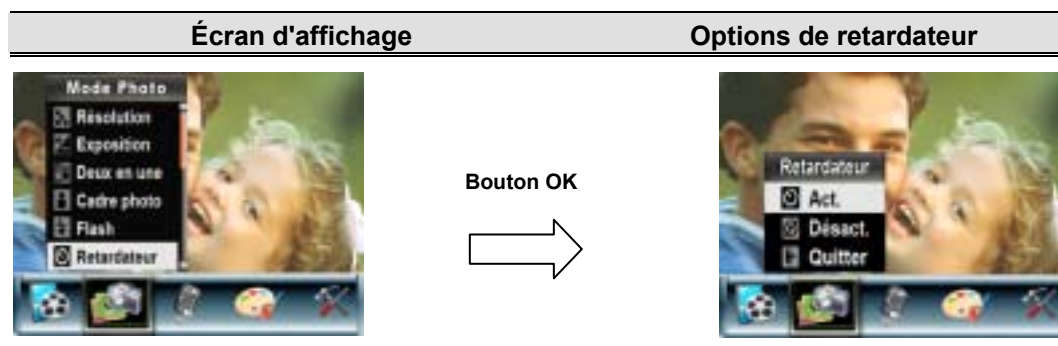 Écran d'affichage
Options de retardateur
Mode Photo
Résolution
Exposition
Deux en une
Cadre photo
Flash
Retardateur
Bouton OK
Retardateur
Act.
Désact.
Quitter